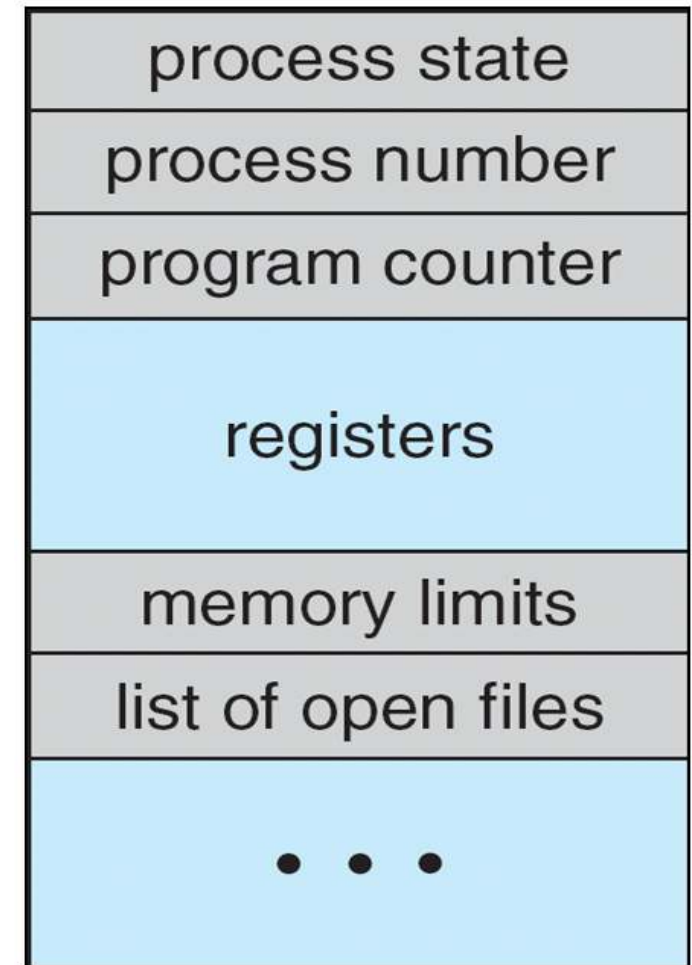 process state
process number
program counter
registers
memory limits
list of open files
• • •